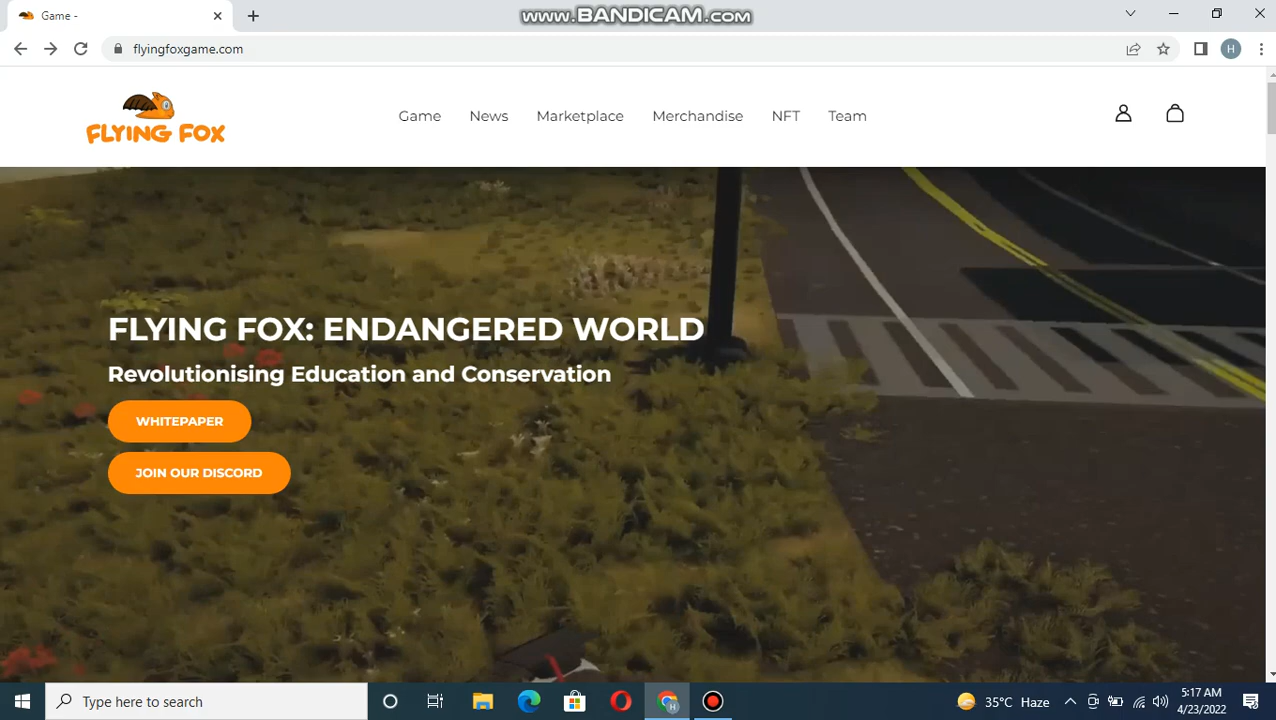 Game -
www.BANDICAM.com
flyingfoxgame.com
H
FLYING FOX
Game
News
Marketplace
Merchandise
NFT
Team
FLYING FOX: ENDANGERED WORLD
Revolutionising Education and Conservation
WHITEPAPER
JOIN OUR DISCORD
Type here to search
H
35°C Haze
5:17 AM
4/23/2022